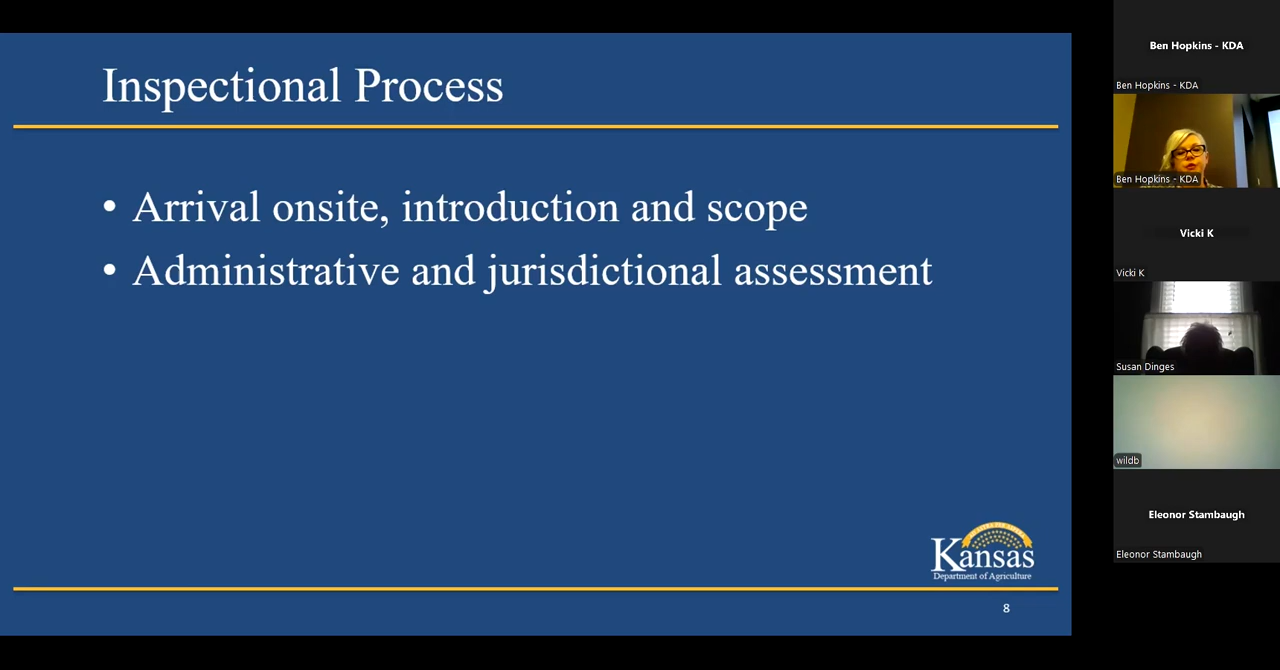 Inspectional Process
• Arrival onsite, introduction and scope
• Administrative and jurisdictional assessment
Kansas
Department of Agriculture
8
Ben Hopkins - KDA
Ben Hopkins - KDA
Ben Hopkins - KDA
Vicki K
Vicki K
Susan Dinges
wildb
Eleonor Stambaugh
Eleonor Stambaugh